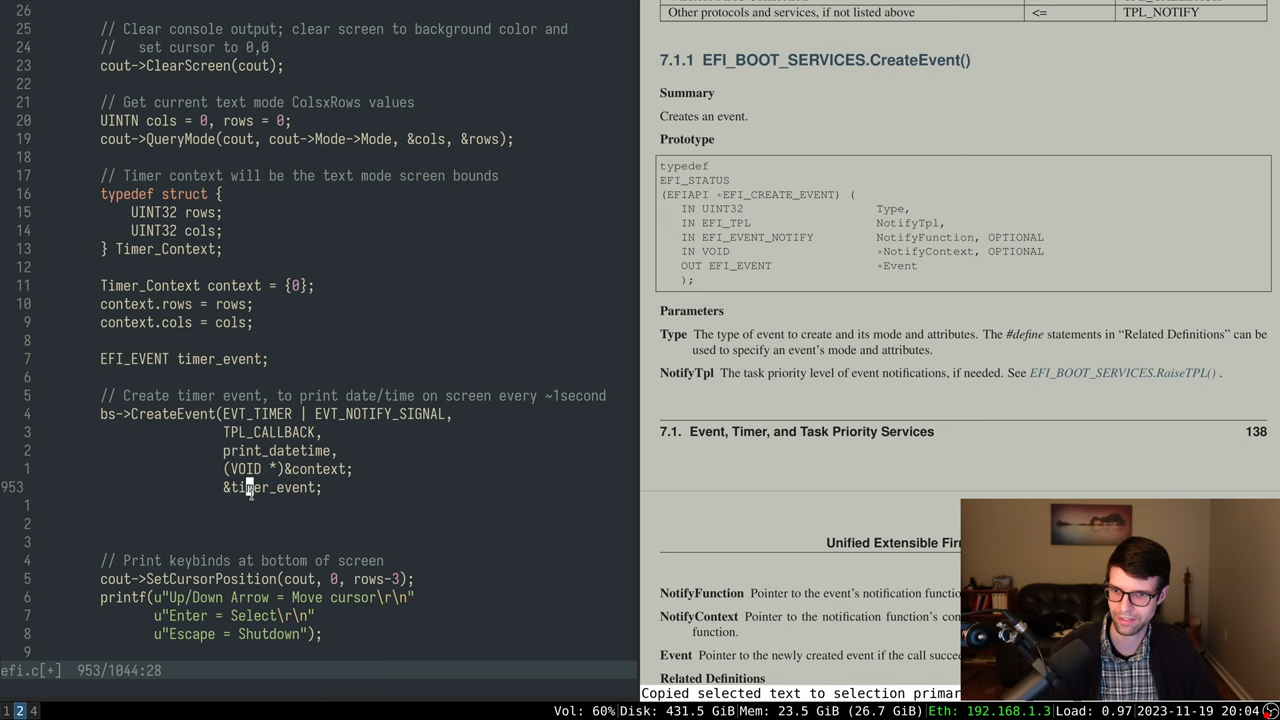 26
25 // Clear console output; clear screen to background color and
24 //   set cursor to 0,0
23 cout->ClearScreen(cout);
22
21 // Get current text mode ColsxRows values
20 UINTN cols = 0, rows = 0;
19 cout->QueryMode(cout, cout->Mode->Mode, &cols, &rows);
18
17 // Timer context will be the text mode screen bounds
16 typedef struct {
15     UINT32 rows;
14     UINT32 cols;
13 } Timer_Context;
12
11 Timer_Context context = {0};
10 context.rows = rows;
9 context.cols = cols;
8
7 EFI_EVENT timer_event;
6
5 // Create timer event, to print date/time on screen every ~1second
4 bs->CreateEvent(EVT_TIMER | EVT_NOTIFY_SIGNAL,
3                 TPL_CALLBACK,
2                 print_datetime,
1                 (VOID *)&context;
953                 &timer_event;
1
2
3
4 // Print keybinds at bottom of screen
5 cout->SetCursorPosition(cout, 0, rows-3);
6 printf(u"Up/Down Arrow = Move cursor\r\n"
7        u"Enter = Select\r\n"
8        u"Escape = Shutdown");
9
efi.c[+] 953/1044:28
Other protocols and services, if not listed above <= TPL_NOTIFY
7.1.1 EFI_BOOT_SERVICES.CreateEvent()
Summary
Creates an event.
Prototype
typedef
EFI_STATUS
(EFIAPI *EFI_CREATE_EVENT) (
IN UINT32 Type,
IN EFI_TPL NotifyTpl,
IN EFI_EVENT_NOTIFY NotifyFunction, OPTIONAL
IN VOID *NotifyContext, OPTIONAL
OUT EFI_EVENT *Event
);
Parameters
Type The type of event to create and its mode and attributes. The #define statements in “Related Definitions” can be
used to specify an event’s mode and attributes.
NotifyTpl The task priority level of event notifications, if needed. See EFI_BOOT_SERVICES.RaiseTPL() .
7.1. Event, Timer, and Task Priority Services 138
Unified Extensible Fir
NotifyFunction Pointer to the event’s notification functio
NotifyContext Pointer to the notification function’s con
function.
Event Pointer to the newly created event if the call succe
Related Definitions
Copied selected text to selection primar
1 2 4 Vol: 60% Disk: 431.5 GiB Mem: 23.5 GiB (26.7 GiB) Eth: 192.168.1.3 Load: 0.97 2023-11-19 20:04